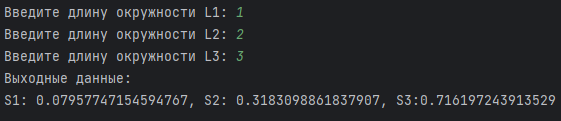 Введите длину окружности L1: 1
Введите длину окружности L2: 2
Введите длину окружности L3: 3
Выходные данные:
S1: 0.07957747154594767, S2: 0.3183098861837907, S3:0.716197243913529